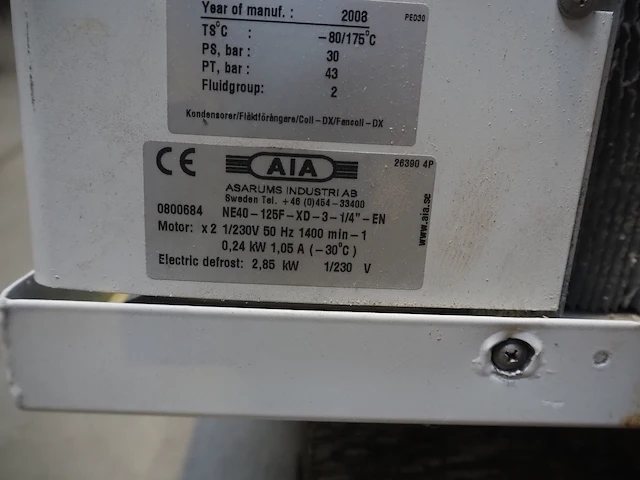 Year of manuf. : 2008 PED30
TS°C : -80/175°C
PS, bar : 30
PT, bar : 43
Fluidgroup: 2
Kondensorer/Fläktförångare/Coil-DX/Fancoil-DX
CE AIA 26390 4P
ASARUMS INDUSTRI AB
Sweden Tel. +46 (0)454-33400
0800684 NE40-125F-XD-3-1/4"-EN
Motor: x2 1/230V 50 Hz 1400 min-1
0,24 kW 1,05 A (-30°C)
Electric defrost: 2,85 kW 1/230 V
www.aia.se